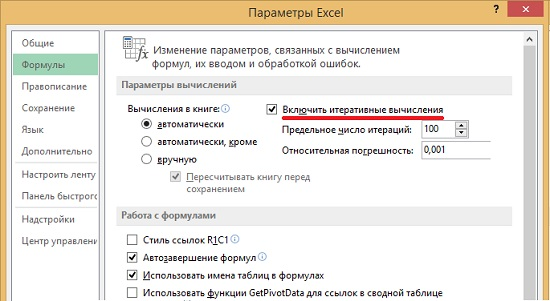 Параметры Excel
?
Общие
Формулы
Правописание
Сохранение
Язык
Дополнительно
Настроить ленту
Панель быстрого
Надстройки
Центр управлени
fx
Изменение параметров, связанных с вычислением
формул, их вводом и обработкой ошибок.
Параметры вычислений
Вычисления в книге:
автоматически
автоматически, кроме
вручную
Пересчитывать книгу перед
сохранением
Включить итеративные вычисления
Предельное число итераций: 100
Относительная погрешность: 0,001
Работа с формулами
Стиль ссылок R1C1
Автозавершение формул
Использовать имена таблиц в формулах
Использовать функции GetPivotData для ссылок в сводной таблице